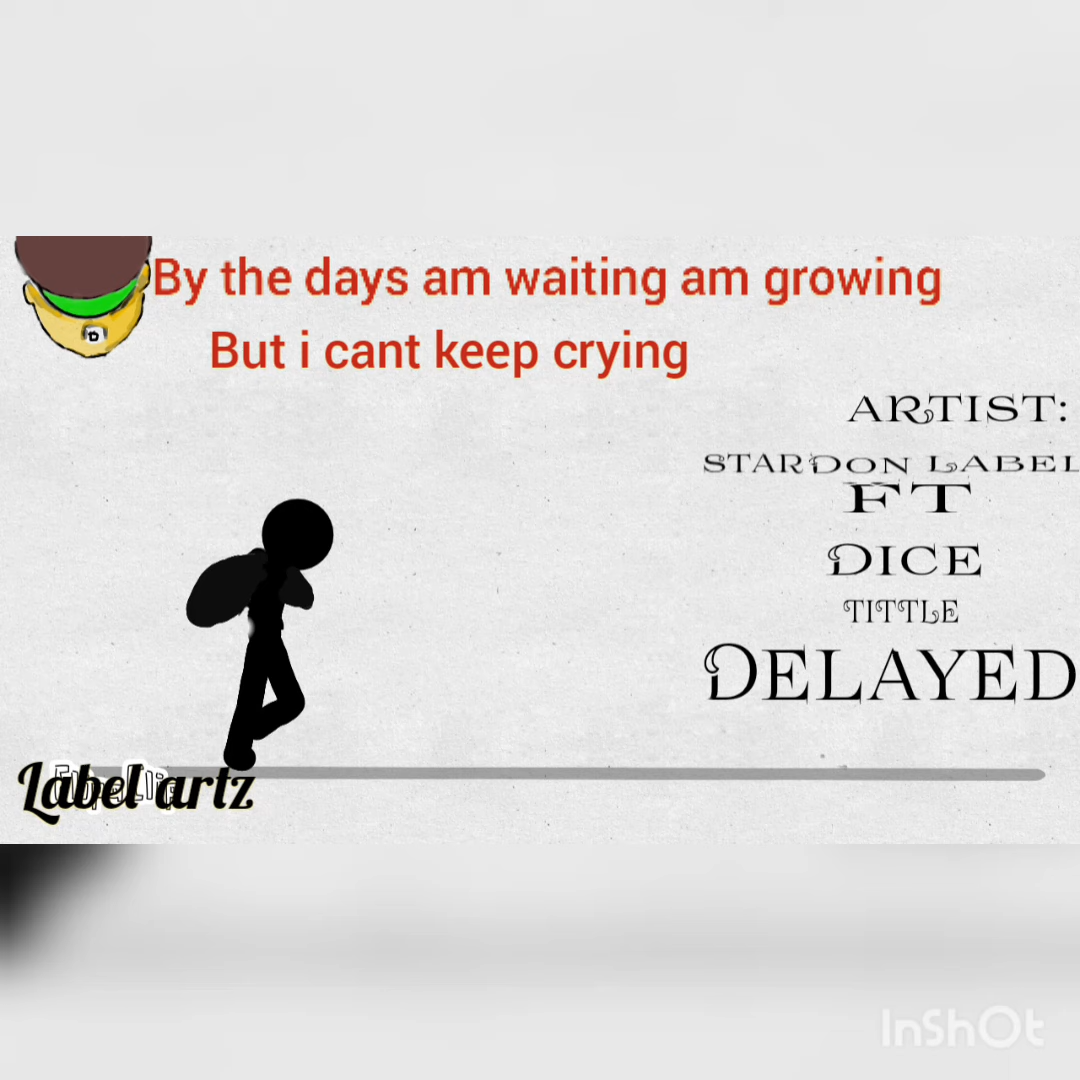 By the days am waiting am growing
But i cant keep crying
ARTIST:
STARDON LABEL
FT
DICE
TITTLE
DELAYED
D
Label artz
InShOt